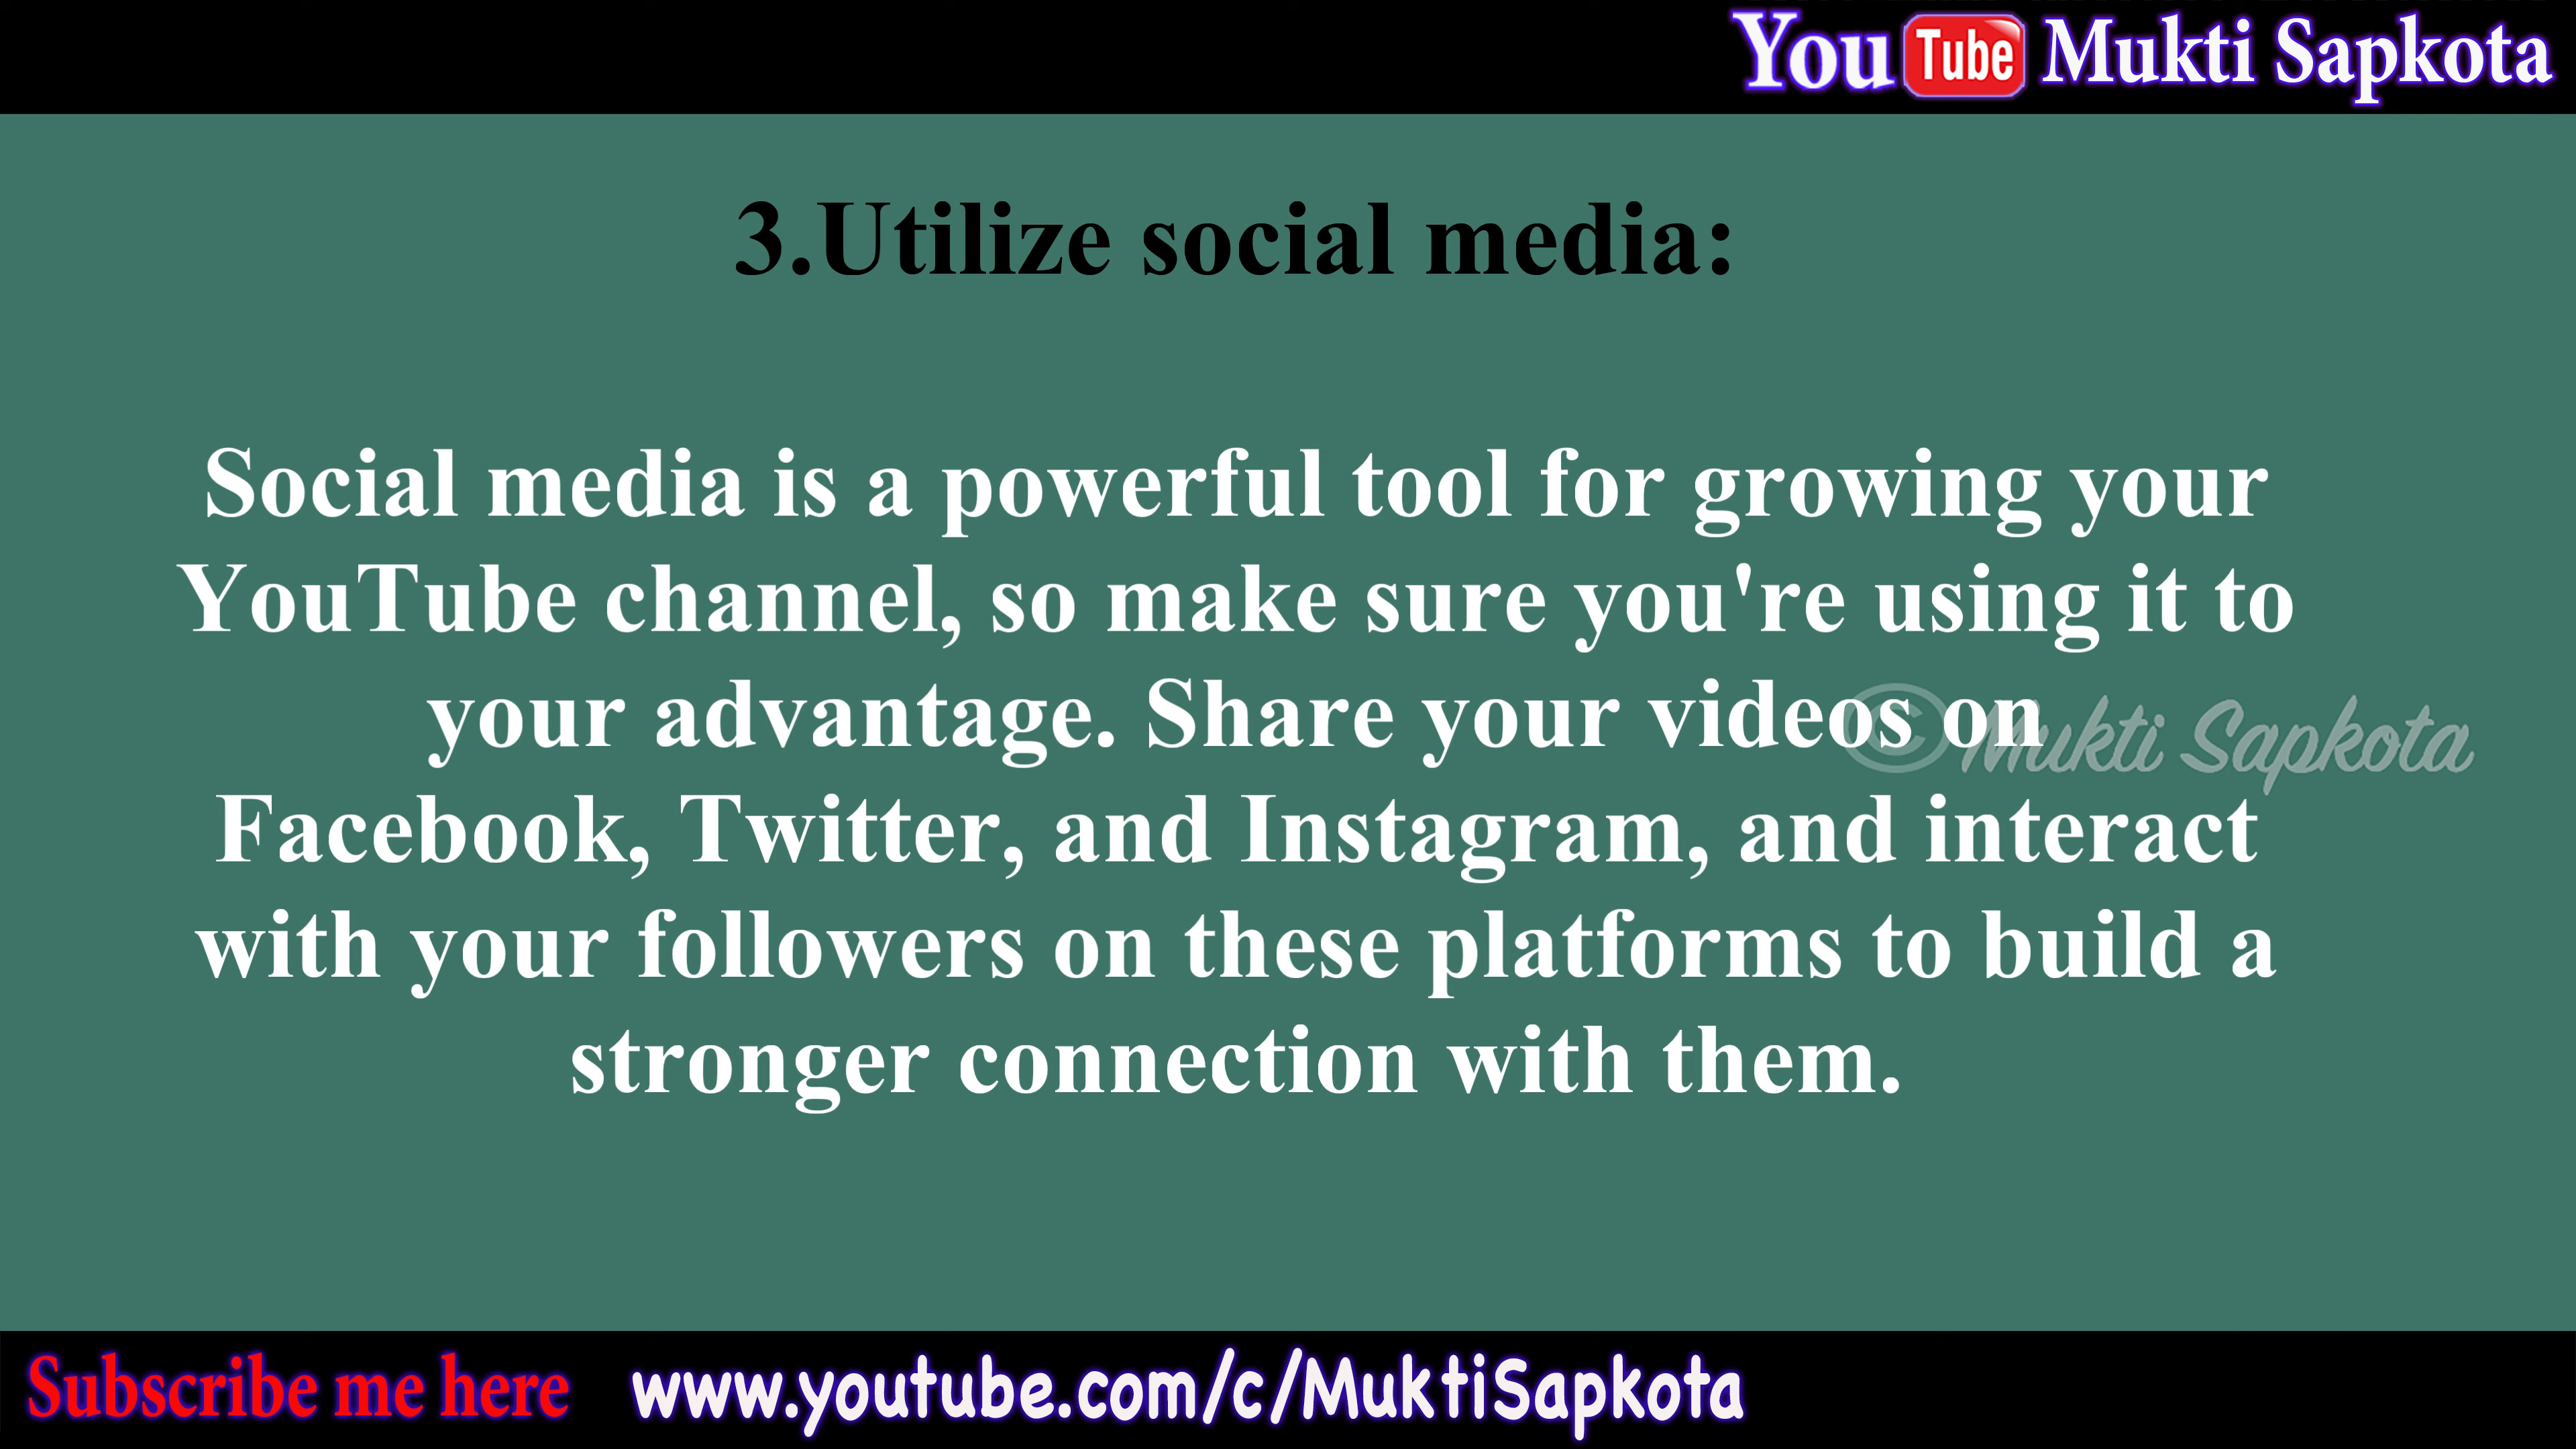 YouTube Mukti Sapkota
3.Utilize social media:
Social media is a powerful tool for growing your
YouTube channel, so make sure you're using it to
your advantage. Share your videos on
© Mukti Sapkota
Facebook, Twitter, and Instagram, and interact
with your followers on these platforms to build a
stronger connection with them.
Subscribe me here www.youtube.com/c/MuktiSapkota